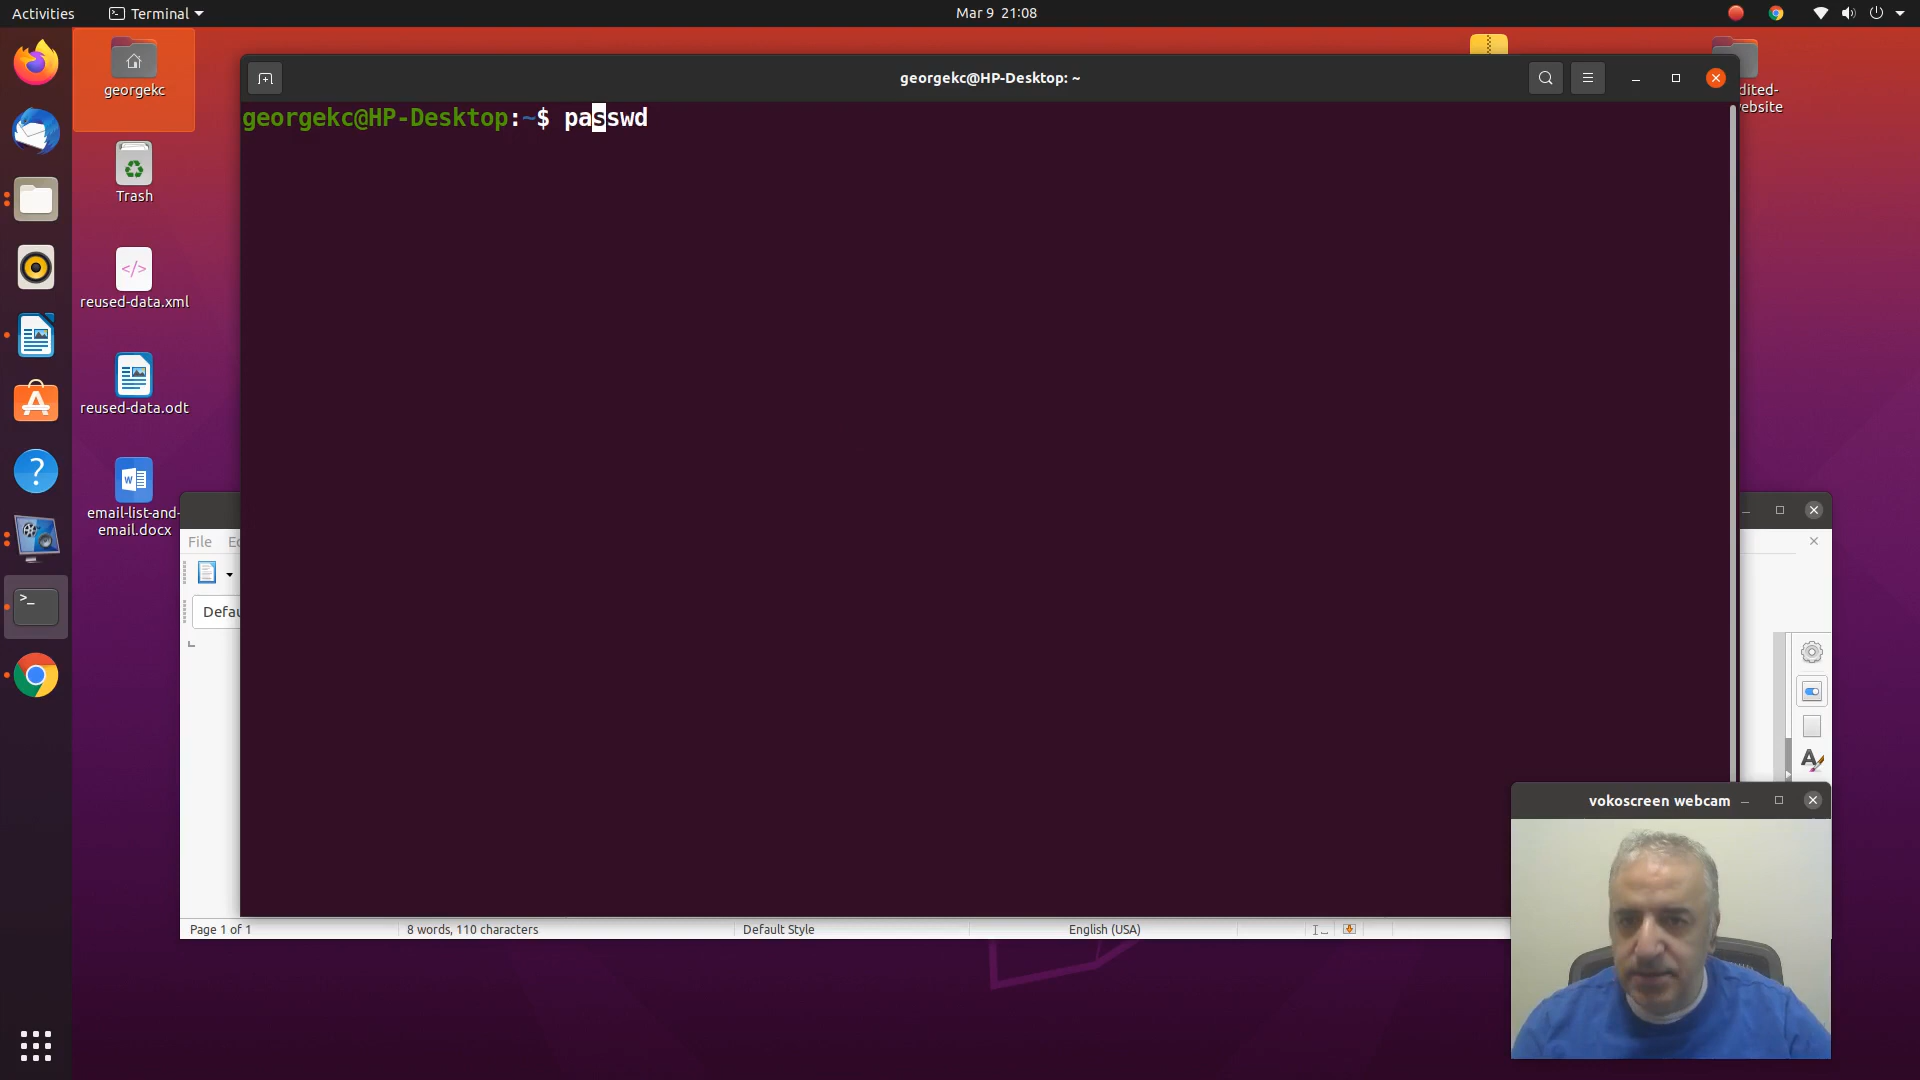 Activities
Terminal
Mar 9 21:08
georgekc
Trash
reused-data.xml
reused-data.odt
email-list-and-
email.docx
georgekc@HP-Desktop: ~
georgekc@HP-Desktop:~$ passwd
File
Page 1 of 1
8 words, 110 characters
Default Style
English (USA)
vokoscreen webcam